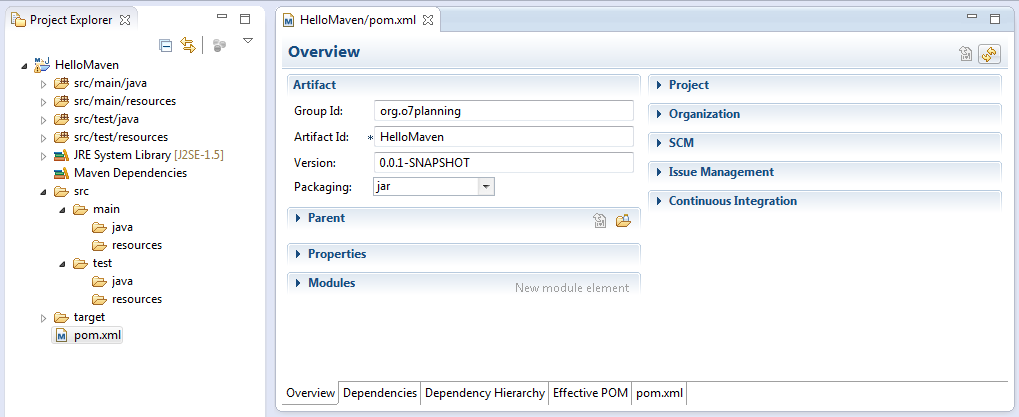 Project Explorer
HelloMaven
src/main/java
src/main/resources
src/test/java
src/test/resources
JRE System Library [J2SE-1.5]
Maven Dependencies
src
main
java
resources
test
java
resources
target
pom.xml
HelloMaven/pom.xml
Overview
Artifact
Group Id: org.o7planning
Artifact Id: * HelloMaven
Version: 0.0.1-SNAPSHOT
Packaging: jar
Parent
Properties
Modules
New module element
Project
Organization
SCM
Issue Management
Continuous Integration
Overview Dependencies Dependency Hierarchy Effective POM pom.xml